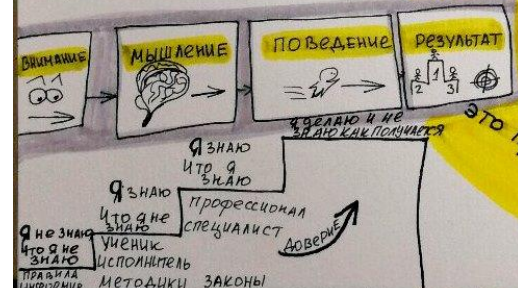 ВНИМАНИЕ
МЫШЛЕНИЕ
ПОВЕДЕНИЕ
РЕЗУЛЬТАТ
2 1 3
ЭТО
Я ДЕЛАЮ И НЕ
ЗНАЮ КАК ПОЛУЧАЕТСЯ
Я ЗНАЮ
ЧТО Я
ЗНАЮ
Я ЗНАЮ
ЧТО Я НЕ
ЗНАЮ
Я НЕ ЗНАЮ
ЧТО Я НЕ
ЗНАЮ
ПРОФЕССИОНАЛ
СПЕЦИАЛИСТ
ДОВЕРИЕ
УЧЕНИК
ИСПОЛНИТЕЛЬ
ПРАВИЛА
МЕТОДИКИ ЗАКОНЫ